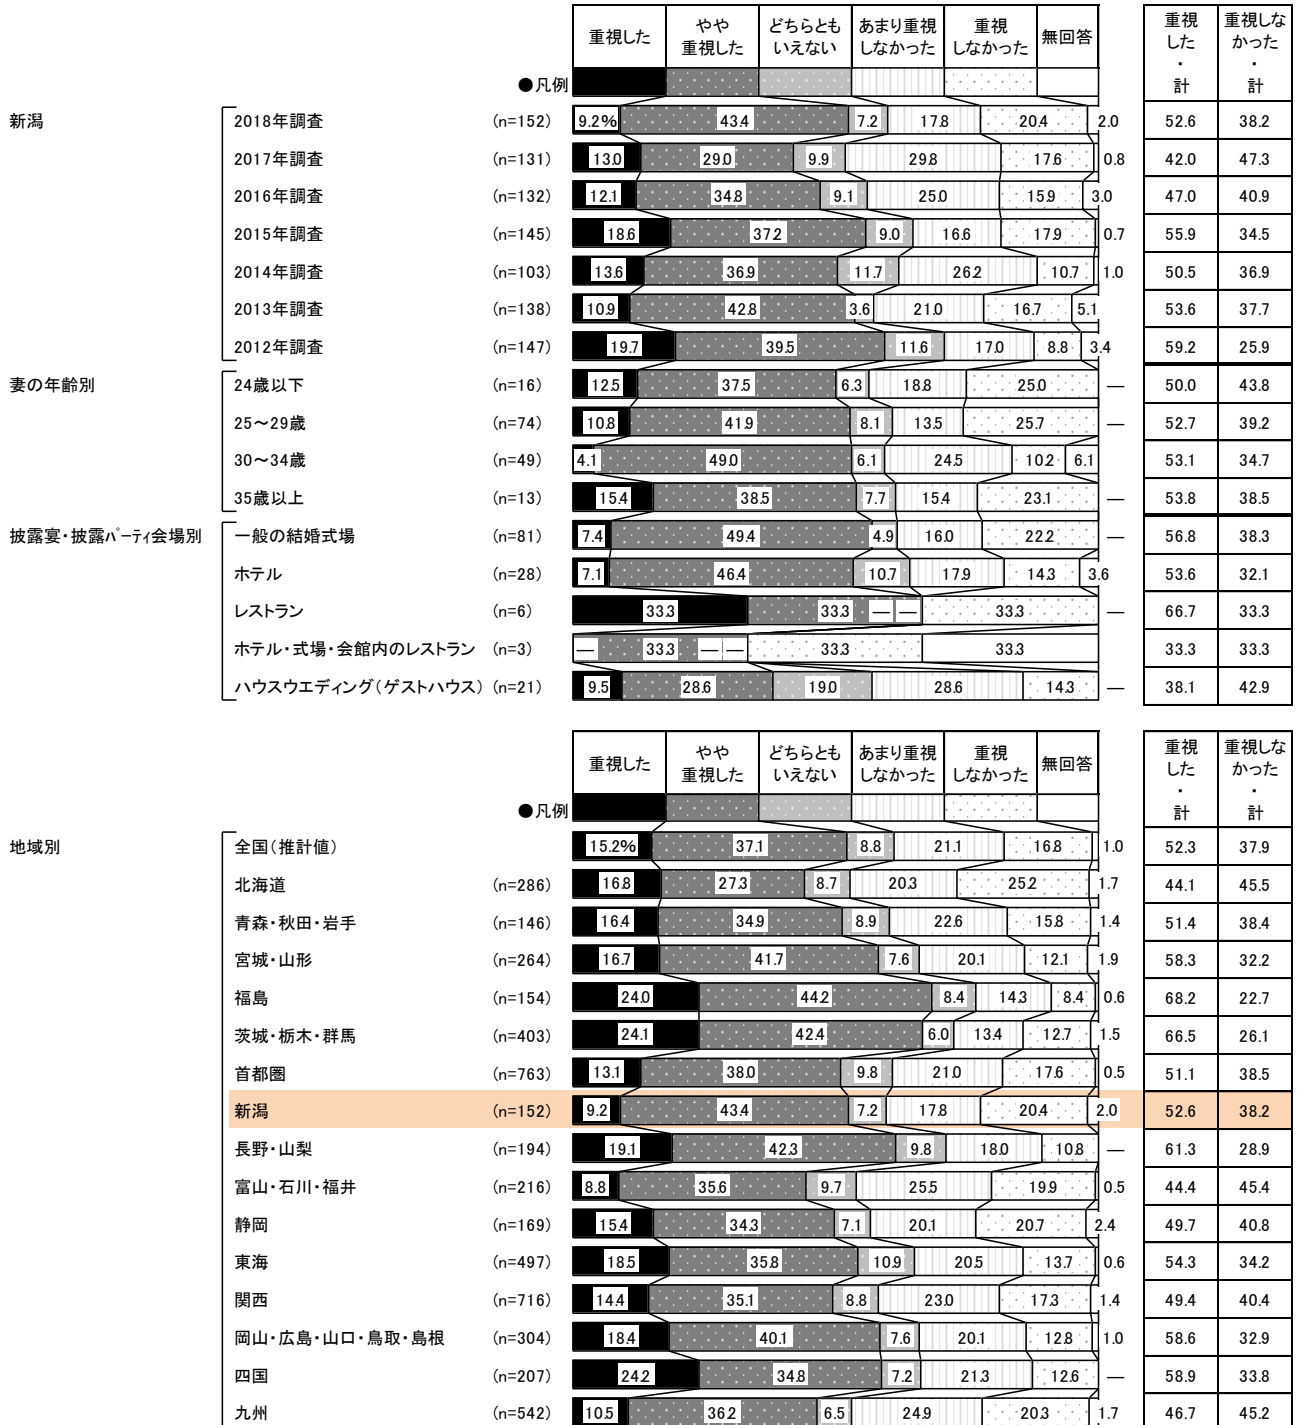 重視した やや重視した どちらともいえない あまり重視しなかった 重視しなかった 無回答 重視した・計 重視しなかった・計
●凡例
新潟 2018年調査 (n=152) 9.2% 43.4 7.2 17.8 20.4 2.0 52.6 38.2
2017年調査 (n=131) 13.0 29.0 9.9 29.8 17.6 0.8 42.0 47.3
2016年調査 (n=132) 12.1 34.8 9.1 25.0 15.9 3.0 47.0 40.9
2015年調査 (n=145) 18.6 37.2 9.0 16.6 17.9 0.7 55.9 34.5
2014年調査 (n=103) 13.6 36.9 11.7 26.2 10.7 1.0 50.5 36.9
2013年調査 (n=138) 10.9 42.8 3.6 21.0 16.7 5.1 53.6 37.7
2012年調査 (n=147) 19.7 39.5 11.6 17.0 8.8 3.4 59.2 25.9
妻の年齢別 24歳以下 (n=16) 12.5 37.5 6.3 18.8 25.0 — 50.0 43.8
25～29歳 (n=74) 10.8 41.9 8.1 13.5 25.7 — 52.7 39.2
30～34歳 (n=49) 4.1 49.0 6.1 24.5 10.2 6.1 53.1 34.7
35歳以上 (n=13) 15.4 38.5 7.7 15.4 23.1 — 53.8 38.5
披露宴・披露ﾊﾟｰﾃｨ会場別 一般の結婚式場 (n=81) 7.4 49.4 4.9 16.0 22.2 — 56.8 38.3
ホテル (n=28) 7.1 46.4 10.7 17.9 14.3 3.6 53.6 32.1
レストラン (n=6) 33.3 33.3 — — 33.3 — 66.7 33.3
ホテル・式場・会館内のレストラン (n=3) — 33.3 — — 33.3 33.3 33.3 33.3
ハウスウエディング（ゲストハウス） (n=21) 9.5 28.6 19.0 28.6 14.3 — 38.1 42.9
重視した やや重視した どちらともいえない あまり重視しなかった 重視しなかった 無回答 重視した・計 重視しなかった・計
●凡例
地域別 全国（推計値） 15.2% 37.1 8.8 21.1 16.8 1.0 52.3 37.9
北海道 (n=286) 16.8 27.3 8.7 20.3 25.2 1.7 44.1 45.5
青森・秋田・岩手 (n=146) 16.4 34.9 8.9 22.6 15.8 1.4 51.4 38.4
宮城・山形 (n=264) 16.7 41.7 7.6 20.1 12.1 1.9 58.3 32.2
福島 (n=154) 24.0 44.2 8.4 14.3 8.4 0.6 68.2 22.7
茨城・栃木・群馬 (n=403) 24.1 42.4 6.0 13.4 12.7 1.5 66.5 26.1
首都圏 (n=763) 13.1 38.0 9.8 21.0 17.6 0.5 51.1 38.5
新潟 (n=152) 9.2 43.4 7.2 17.8 20.4 2.0 52.6 38.2
長野・山梨 (n=194) 19.1 42.3 9.8 18.0 10.8 — 61.3 28.9
富山・石川・福井 (n=216) 8.8 35.6 9.7 25.5 19.9 0.5 44.4 45.4
静岡 (n=169) 15.4 34.3 7.1 20.1 20.7 2.4 49.7 40.8
東海 (n=497) 18.5 35.8 10.9 20.5 13.7 0.6 54.3 34.2
関西 (n=716) 14.4 35.1 8.8 23.0 17.3 1.4 49.4 40.4
岡山・広島・山口・鳥取・島根 (n=304) 18.4 40.1 7.6 20.1 12.8 1.0 58.6 32.9
四国 (n=207) 24.2 34.8 7.2 21.3 12.6 — 58.9 33.8
九州 (n=542) 10.5 36.2 6.5 24.9 20.3 1.7 46.7 45.2